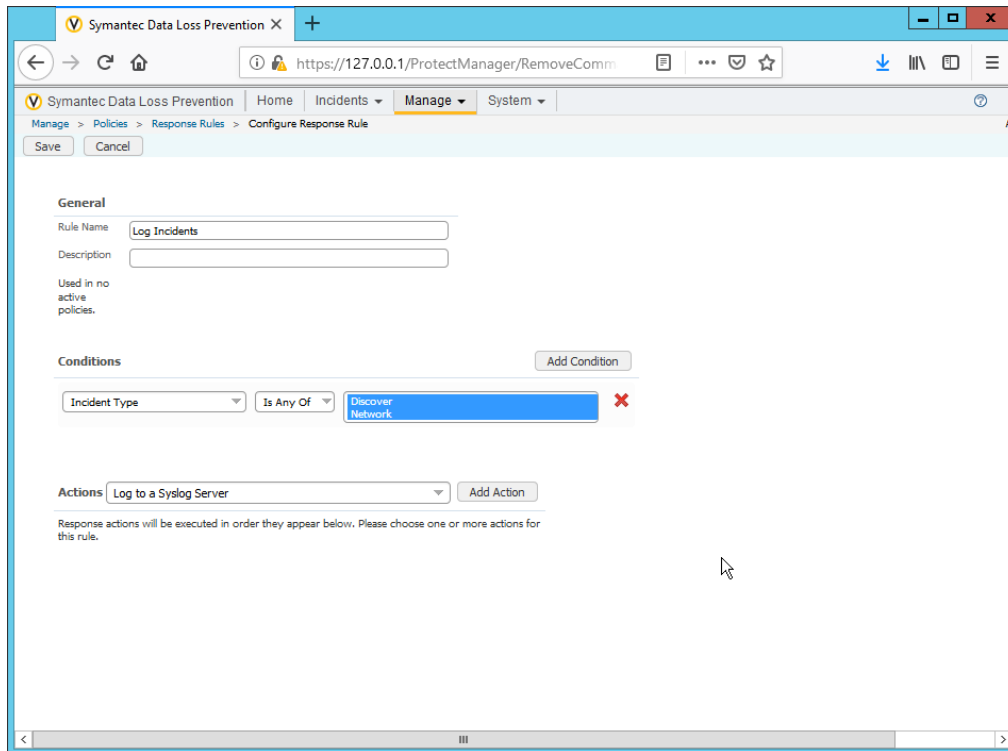 Symantec Data Loss Prevention
https://127.0.0.1/ProtectManager/RemoveComm
Symantec Data Loss Prevention Home Incidents Manage System
Manage > Policies > Response Rules > Configure Response Rule
Save Cancel
General
Rule Name Log Incidents
Description
Used in no
active
policies.
Conditions Add Condition
Incident Type Is Any Of Discover
Network
Actions Log to a Syslog Server Add Action
Response actions will be executed in order they appear below. Please choose one or more actions for
this rule.